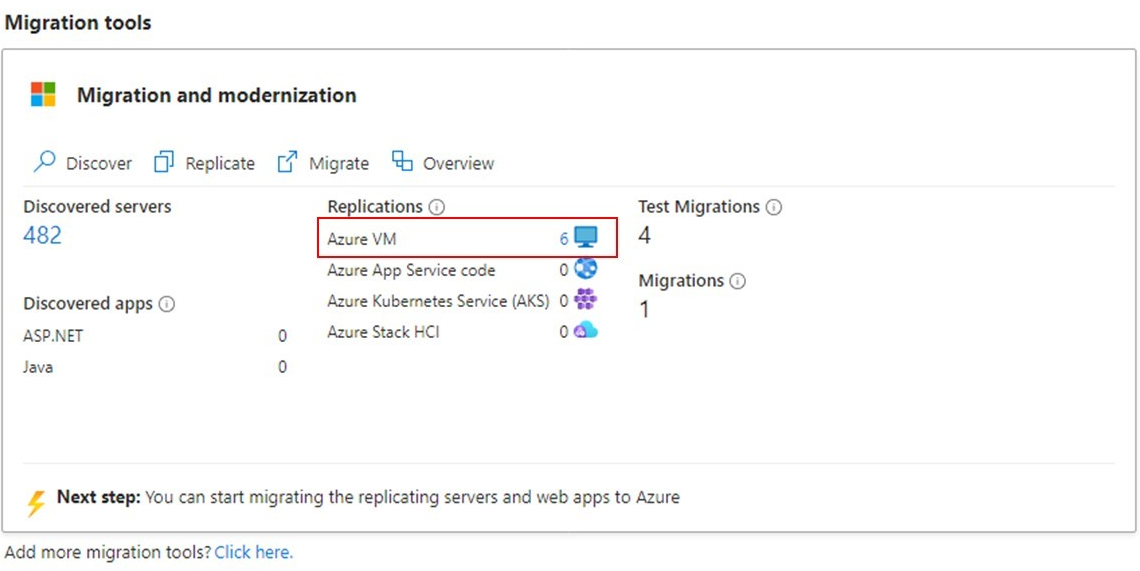 Migration tools
Migration and modernization
Discover Replicate Migrate Overview
Discovered servers
482
Discovered apps
ASP.NET 0
Java 0
Replications
Azure VM 6
Azure App Service code 0
Azure Kubernetes Service (AKS) 0
Azure Stack HCI 0
Test Migrations
4
Migrations
1
Next step: You can start migrating the replicating servers and web apps to Azure
Add more migration tools? Click here.